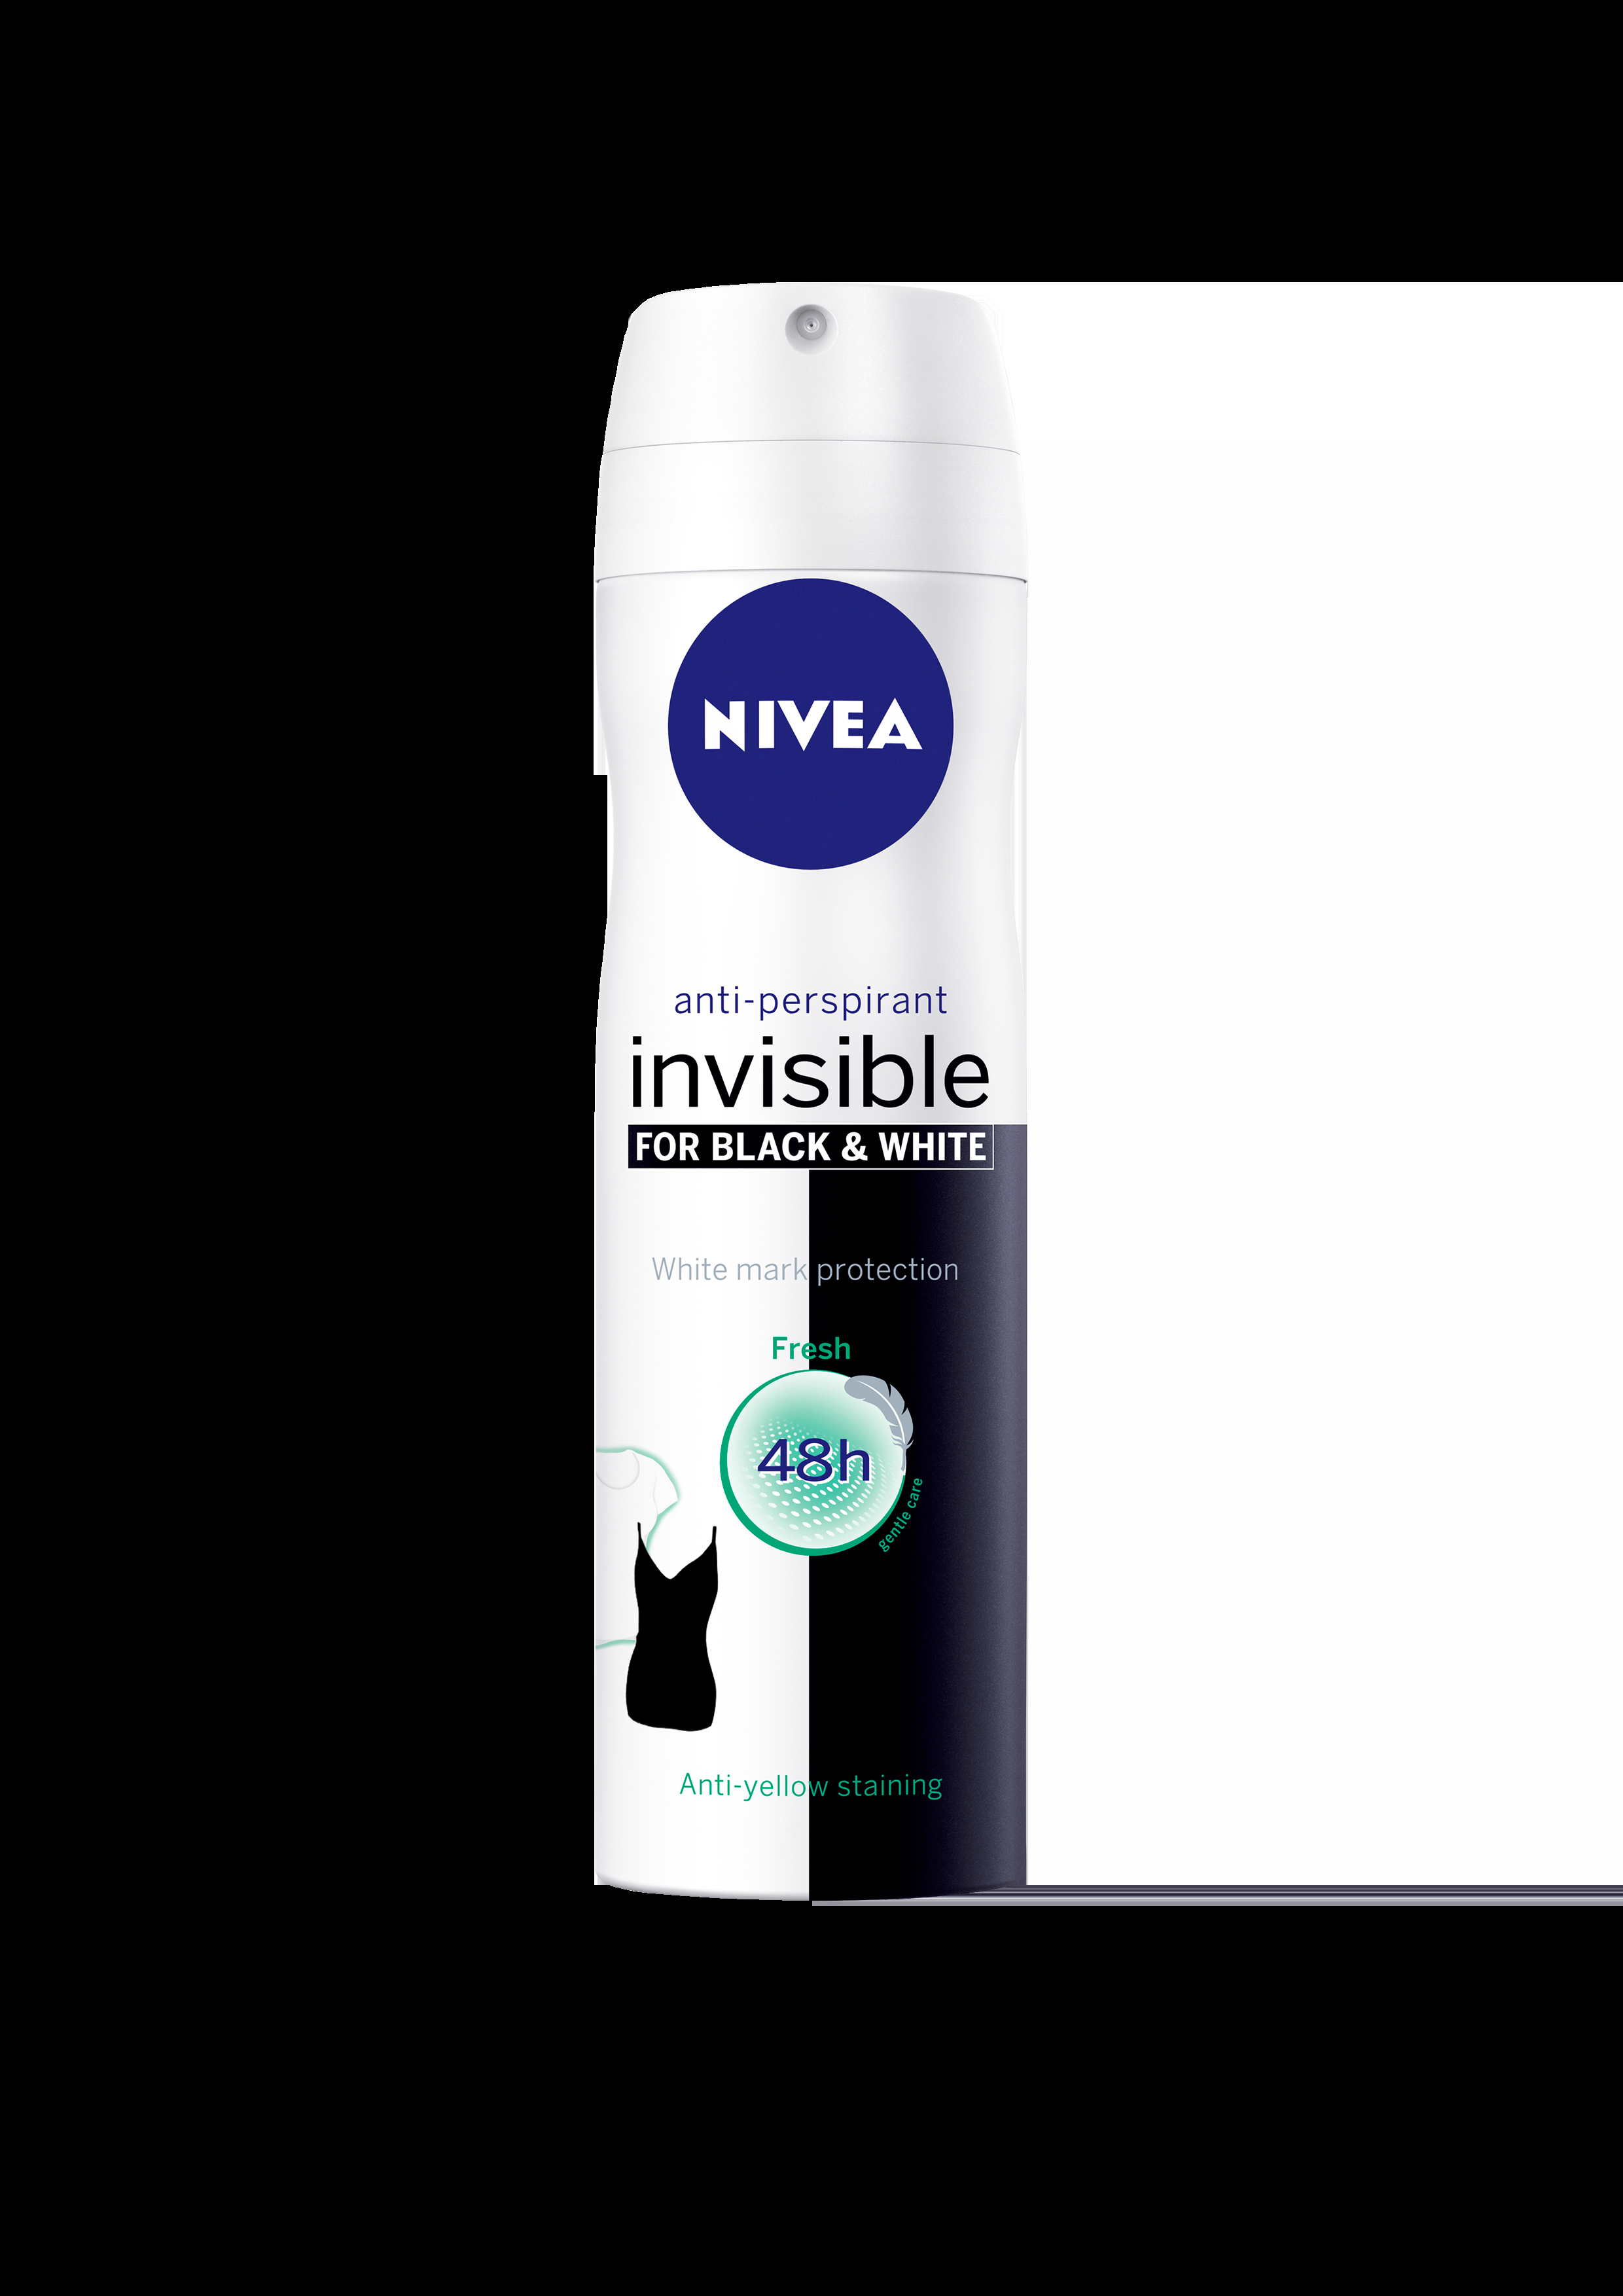 NIVEA
anti-perspirant
invisible
FOR BLACK & WHITE
White mark protection
Fresh
48h
gentle care
Anti-yellow staining